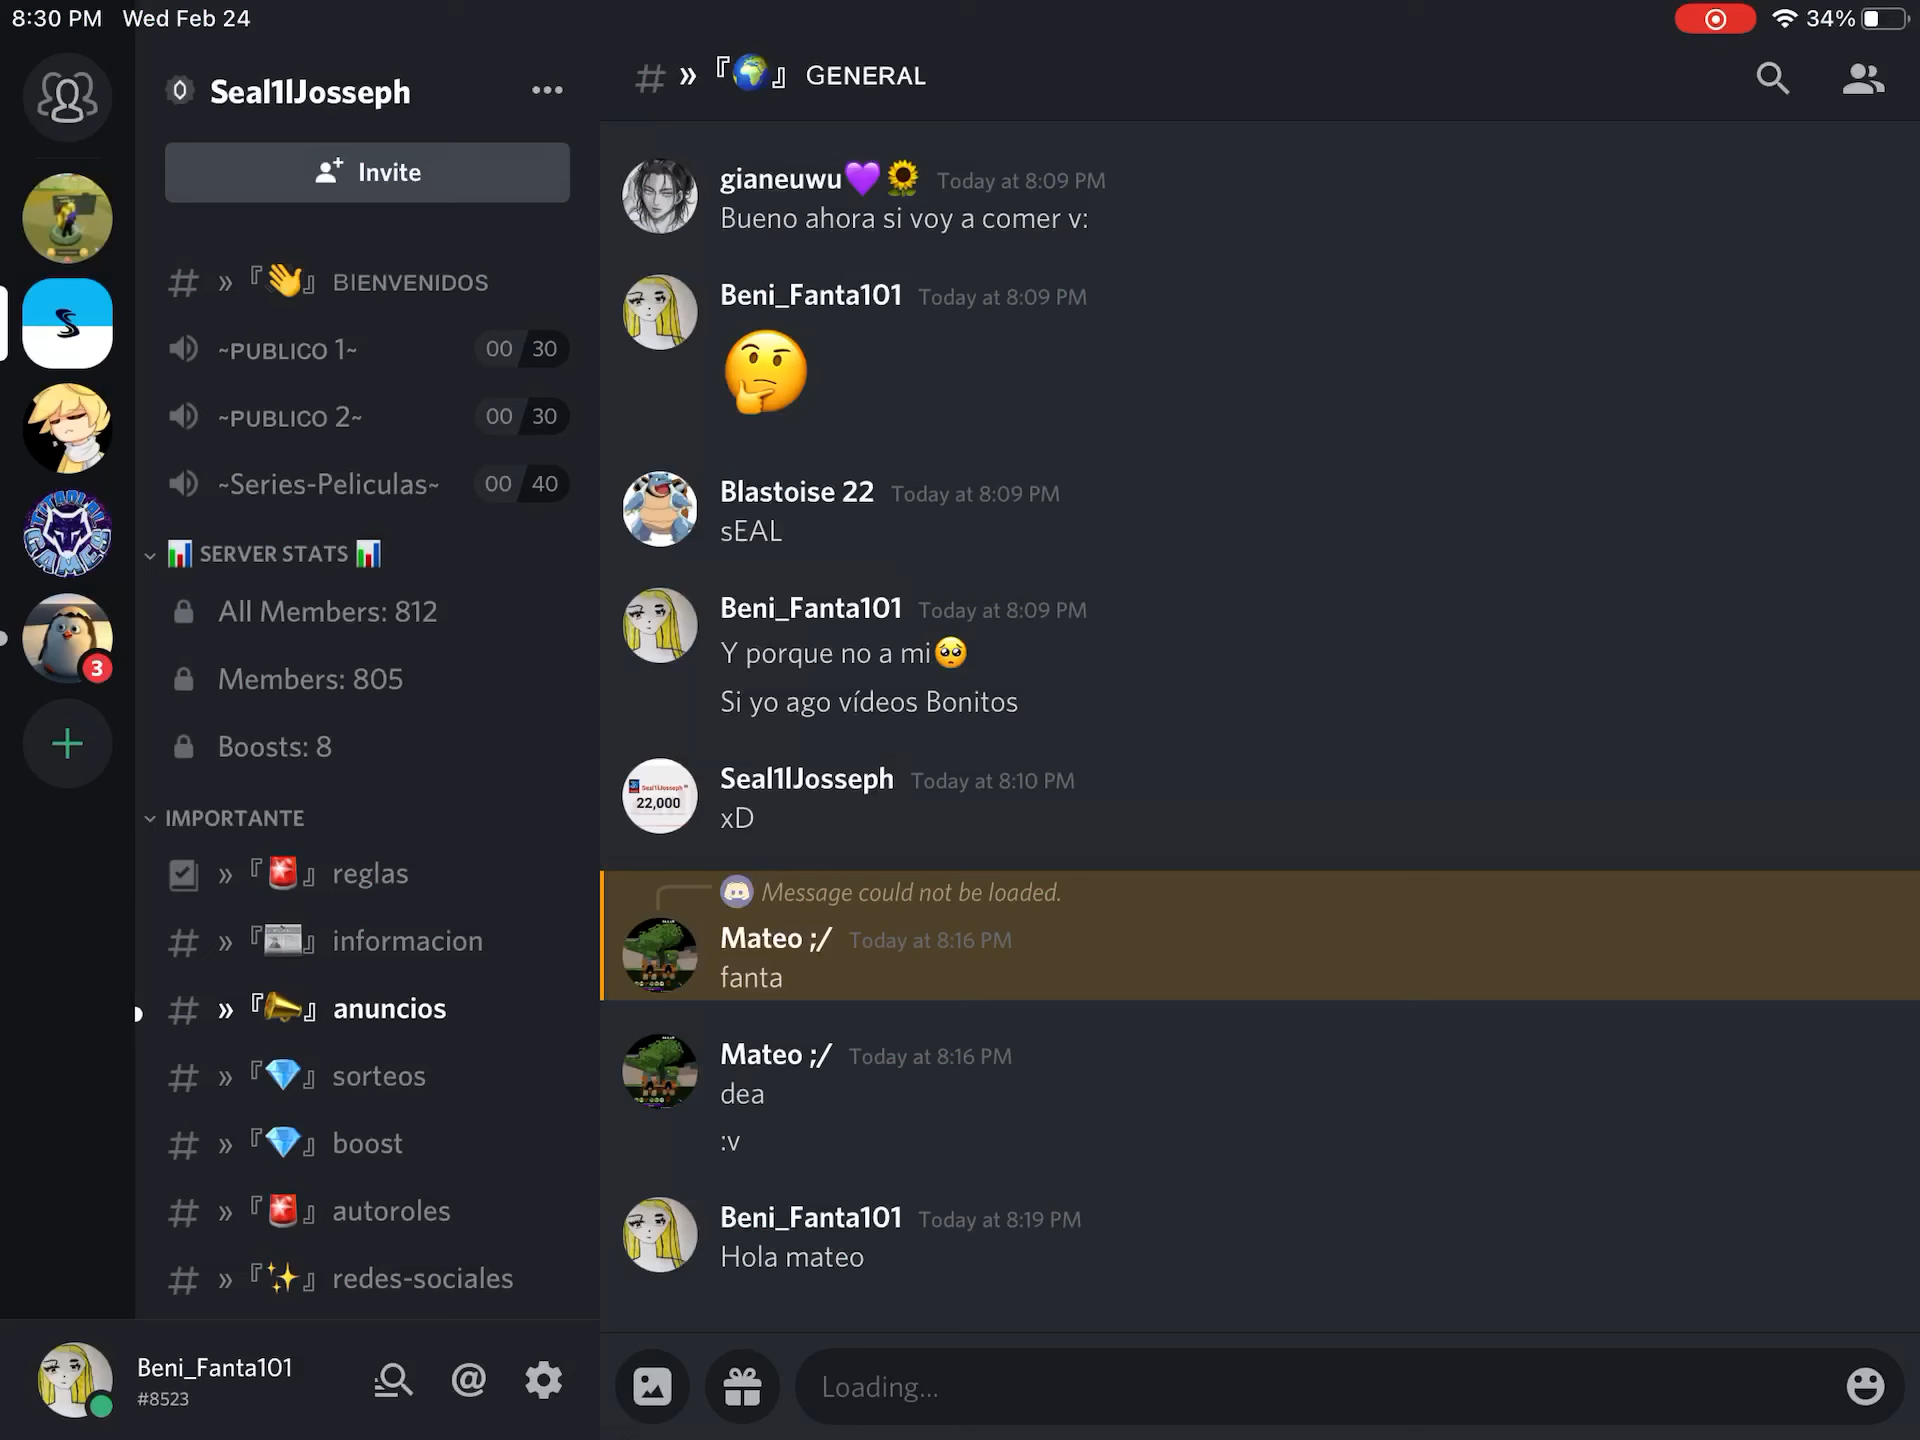 8:30 PM Wed Feb 24
34%
Seal1lJosseph
Invite
» 『👋』 BIENVENIDOS
~PUBLICO 1~ 00 30
~PUBLICO 2~ 00 30
~Series-Peliculas~ 00 40
📊 SERVER STATS 📊
All Members: 812
Members: 805
Boosts: 8
IMPORTANTE
» 『🚨』 reglas
» 『📰』 informacion
» 『📣』 anuncios
» 『💎』 sorteos
» 『💎』 boost
» 『🚨』 autoroles
» 『✨』 redes-sociales
3
Beni_Fanta101
#8523
# » 『🌍』 GENERAL
gianeuwu💜🌻 Today at 8:09 PM
Bueno ahora si voy a comer v:
Beni_Fanta101 Today at 8:09 PM
🤔
Blastoise 22 Today at 8:09 PM
sEAL
Beni_Fanta101 Today at 8:09 PM
Y porque no a mi🥺
Si yo ago vídeos Bonitos
Seal1lJosseph Today at 8:10 PM
xD
22,000
Message could not be loaded.
Mateo ;/ Today at 8:16 PM
fanta
Mateo ;/ Today at 8:16 PM
dea
:v
Beni_Fanta101 Today at 8:19 PM
Hola mateo
Loading...